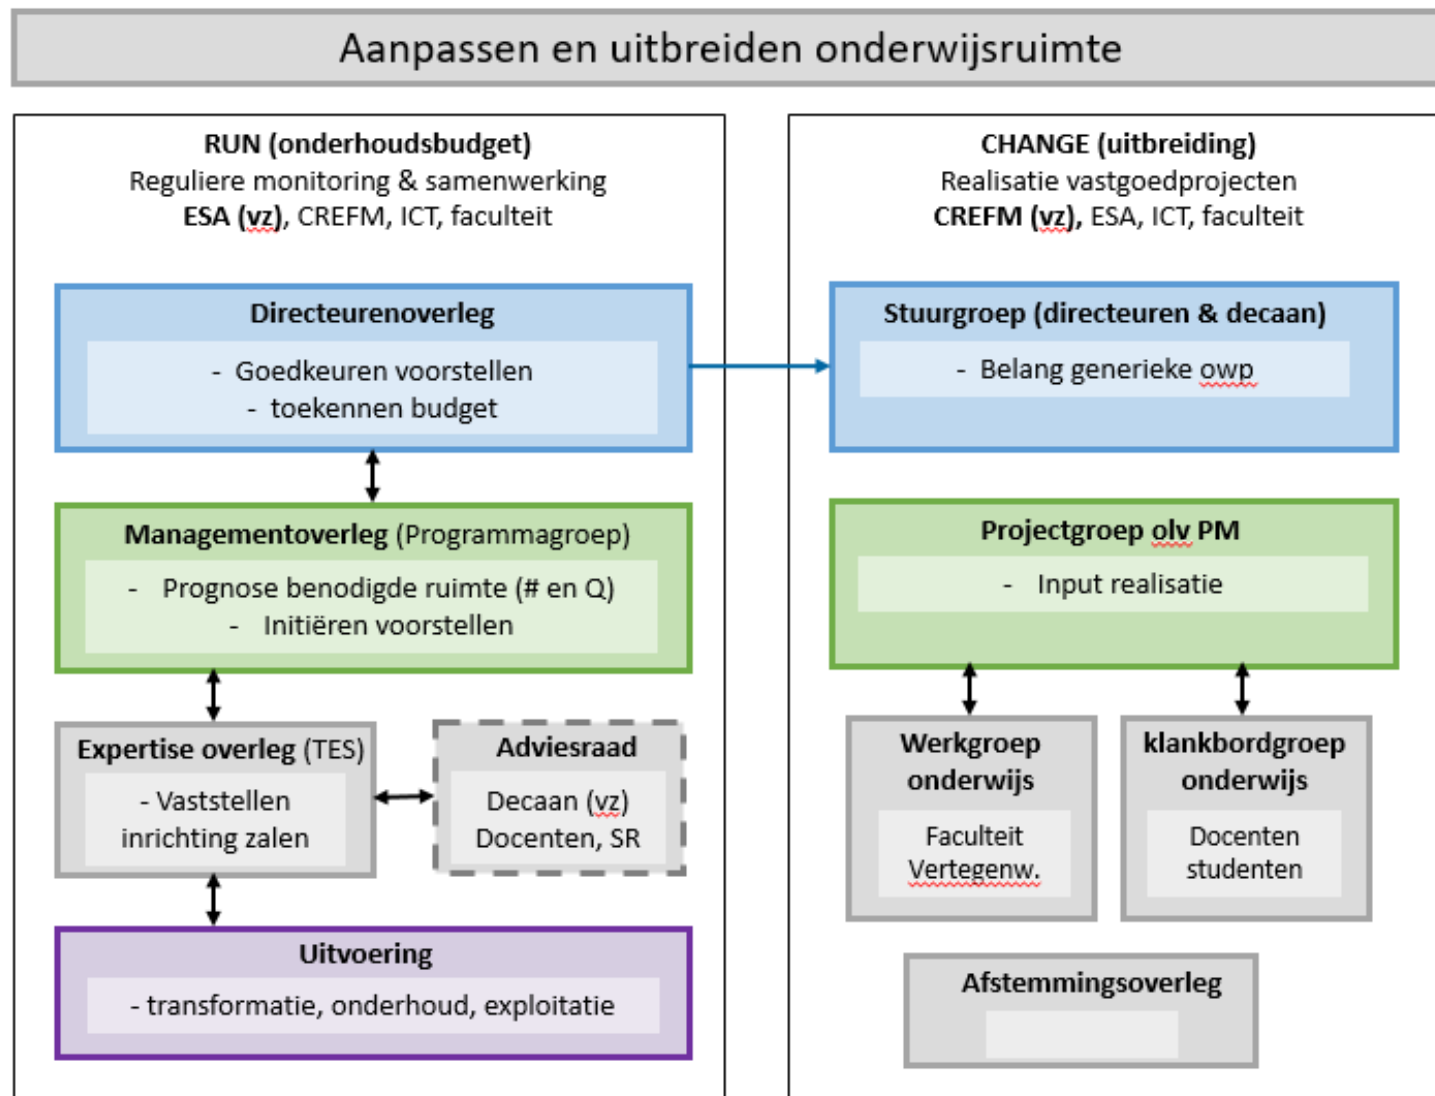 Aanpassen en uitbreiden onderwijsruimte
RUN (onderhoudsbudget)
Reguliere monitoring & samenwerking
ESA (vz), CREFM, ICT, faculteit
Directeurenoverleg
- Goedkeuren voorstellen
- toekennen budget
Managementoverleg (Programmagroep)
- Prognose benodigde ruimte (# en Q)
- Initiëren voorstellen
Expertise overleg (TES)
- Vaststellen
inrichting zalen
Adviesraad
Decaan (vz)
Docenten, SR
Uitvoering
- transformatie, onderhoud, exploitatie
CHANGE (uitbreiding)
Realisatie vastgoedprojecten
CREFM (vz), ESA, ICT, faculteit
Stuurgroep (directeuren & decaan)
- Belang generieke owp
Projectgroep olv PM
- Input realisatie
Werkgroep
onderwijs
Faculteit
Vertegenw.
klankbordgroep
onderwijs
Docenten
studenten
Afstemmingsoverleg